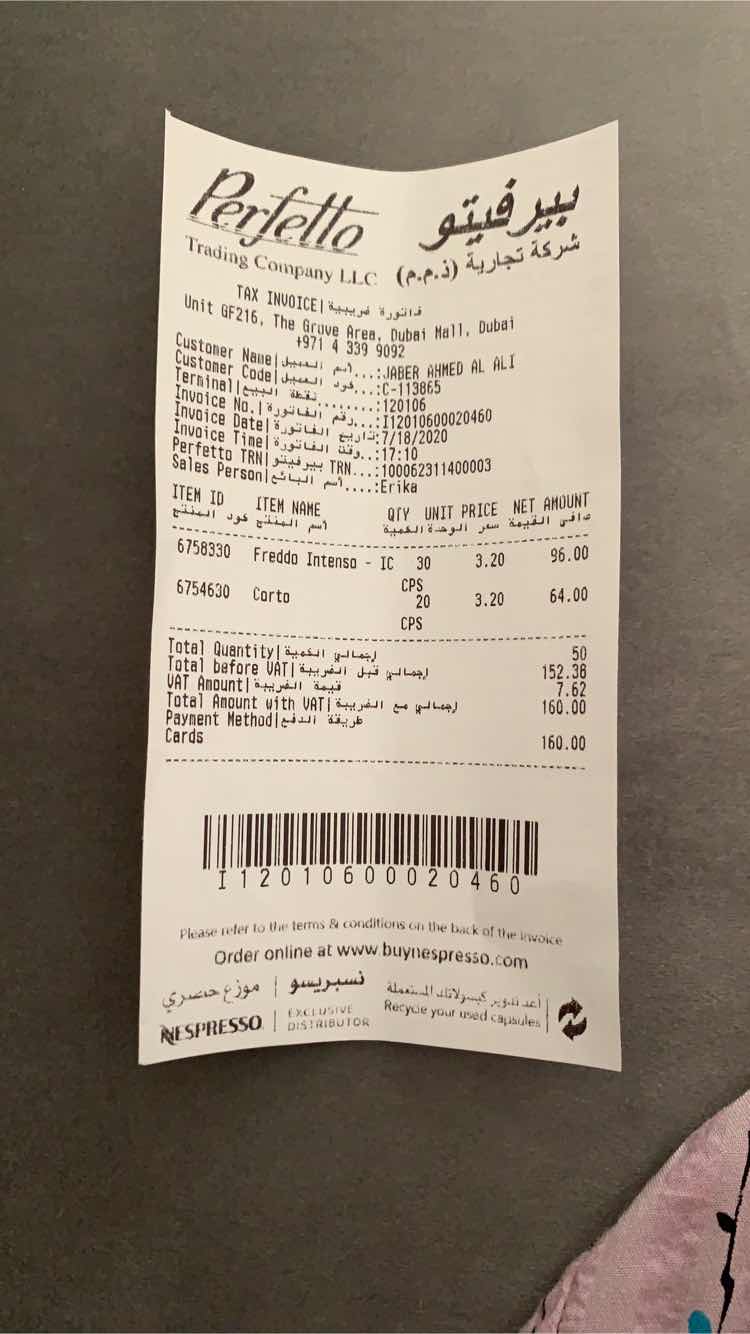 Perfetto بيرفيتو
Trading Company LLC شركة تجارية (ذ.م.م)
TAX INVOICE|فاتورة ضريبية
Unit GF216, The Grove Area, Dubai Mall, Dubai
+971 4 339 9092
Customer Name|اسم العميل...:JABER AHMED AL ALI
Customer Code|كود العميل...:C-113865
Terminal|نقطة البيع........:120106
Invoice No.|رقم الفاتورة...:I12010600020460
Invoice Date|تاريخ الفاتورة:7/18/2020
Invoice Time|وقت الفاتورة...:17:10
Perfetto TRN|بيرفيتو TRN...:100062311400003
Sales Person|اسم البائع....:Erika
ITEM ID ITEM NAME QTY UNIT PRICE NET AMOUNT
كود المنتج اسم المنتج الكمية سعر الوحدة صافي القيمة
6758330 Freddo Intenso - IC 30 3.20 96.00
CPS
6754630 Corto 20 3.20 64.00
CPS
Total Quantity|إجمالي الكمية 50
Total before VAT|إجمالي قبل الضريبة 152.38
VAT Amount|قيمة الضريبة 7.62
Total Amount with VAT|إجمالي مع الضريبة 160.00
Payment Method|طريقة الدفع
Cards 160.00
I12010600020460
Please refer to the terms & conditions on the back of the invoice
Order online at www.buynespresso.com
نسبريسو | موزع حصري
أعد تدوير كبسولاتك المستعملة
NESPRESSO | EXCLUSIVE DISTRIBUTOR
Recycle your used capsules